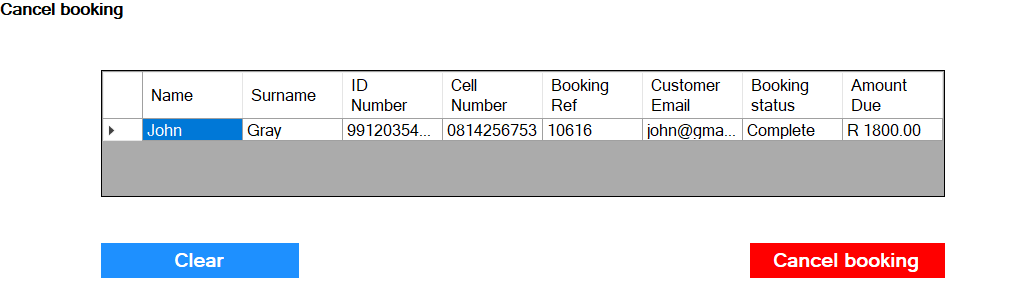 Cancel booking
Name Surname ID Number Cell Number Booking Ref Customer Email Booking status Amount Due
John Gray 99120354... 0814256753 10616 john@gma... Complete R 1800.00
Clear Cancel booking